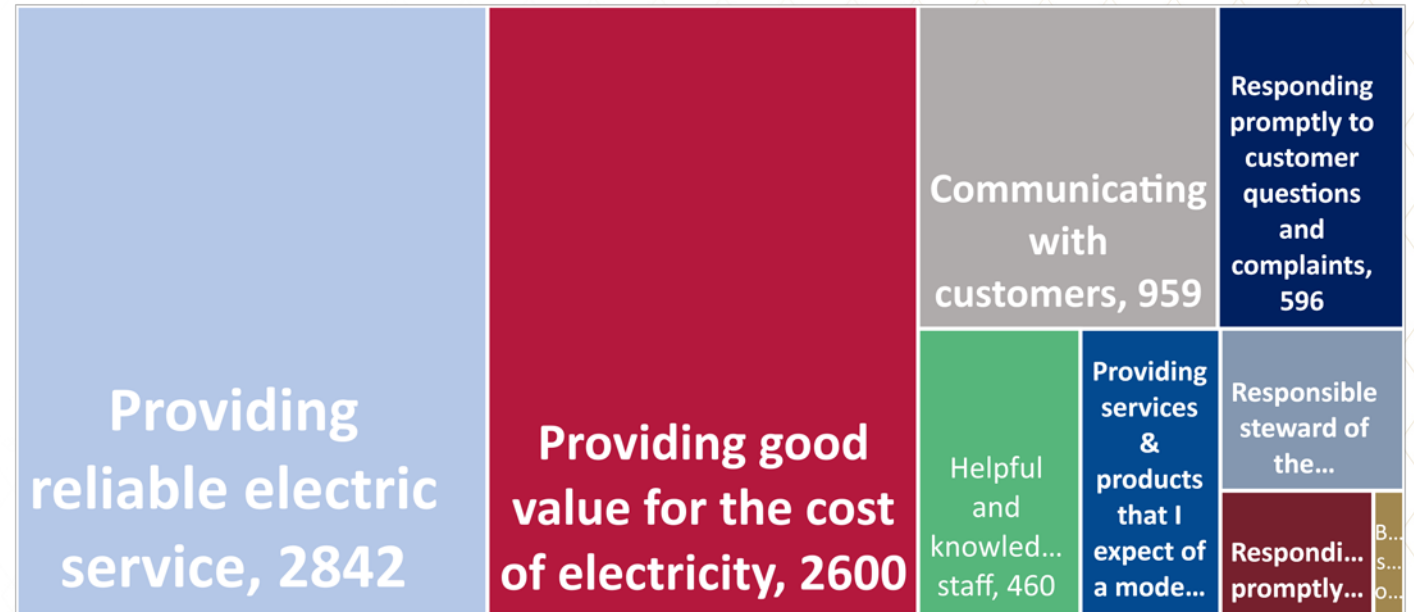 Providing
reliable electric
service, 2842
Providing good
value for the cost
of electricity, 2600
Communicating
with
customers, 959
Responding
promptly to
customer
questions
and
complaints,
596
Helpful
and
knowled...
staff, 460
Providing
services
&
products
that I
expect of
a mode...
Responsible
steward of
the...
Respondi...
promptly...
B...
s...
o...